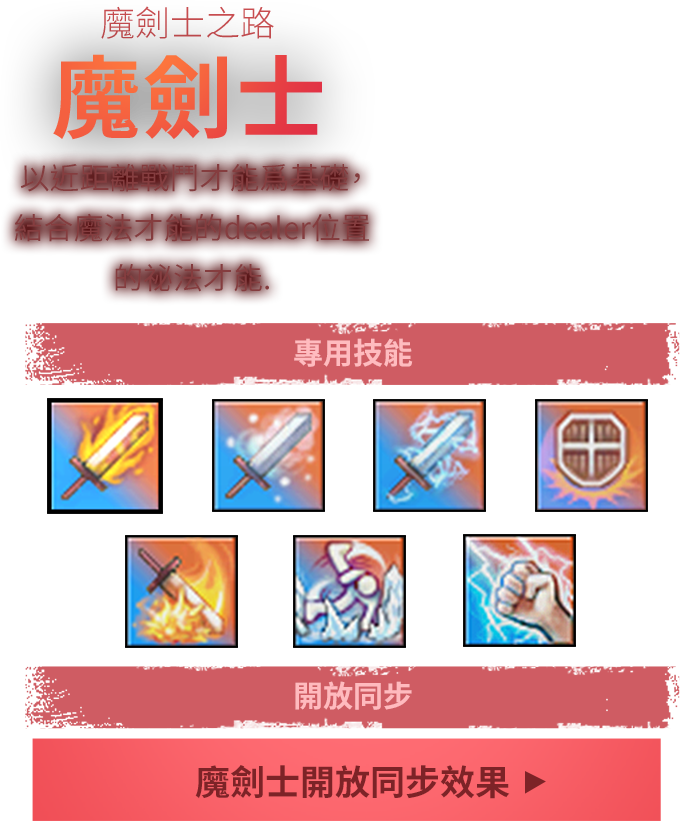 魔劍士之路
魔劍士
以近距離戰鬥才能爲基礎,
結合魔法才能的dealer位置
的祕法才能.
專用技能
開放同步
魔劍士開放同步效果 ▶